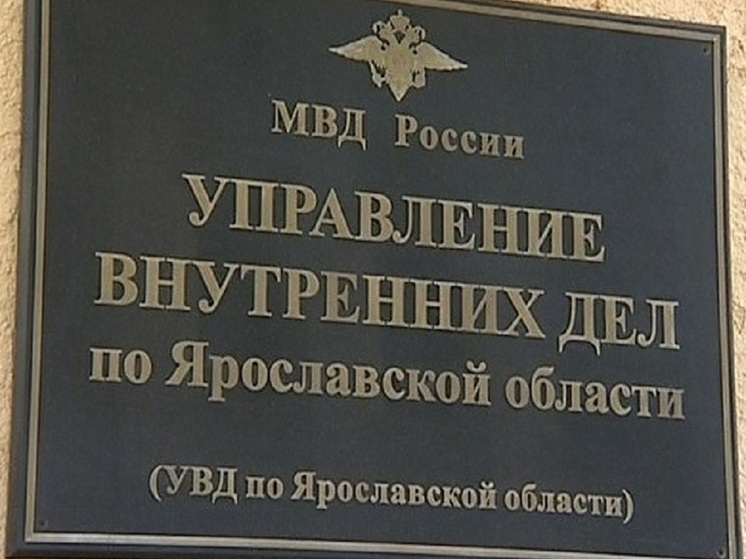 МВД России
УПРАВЛЕНИЕ
ВНУТРЕННИХ ДЕЛ
по Ярославской области
(УВД по Ярославской области)